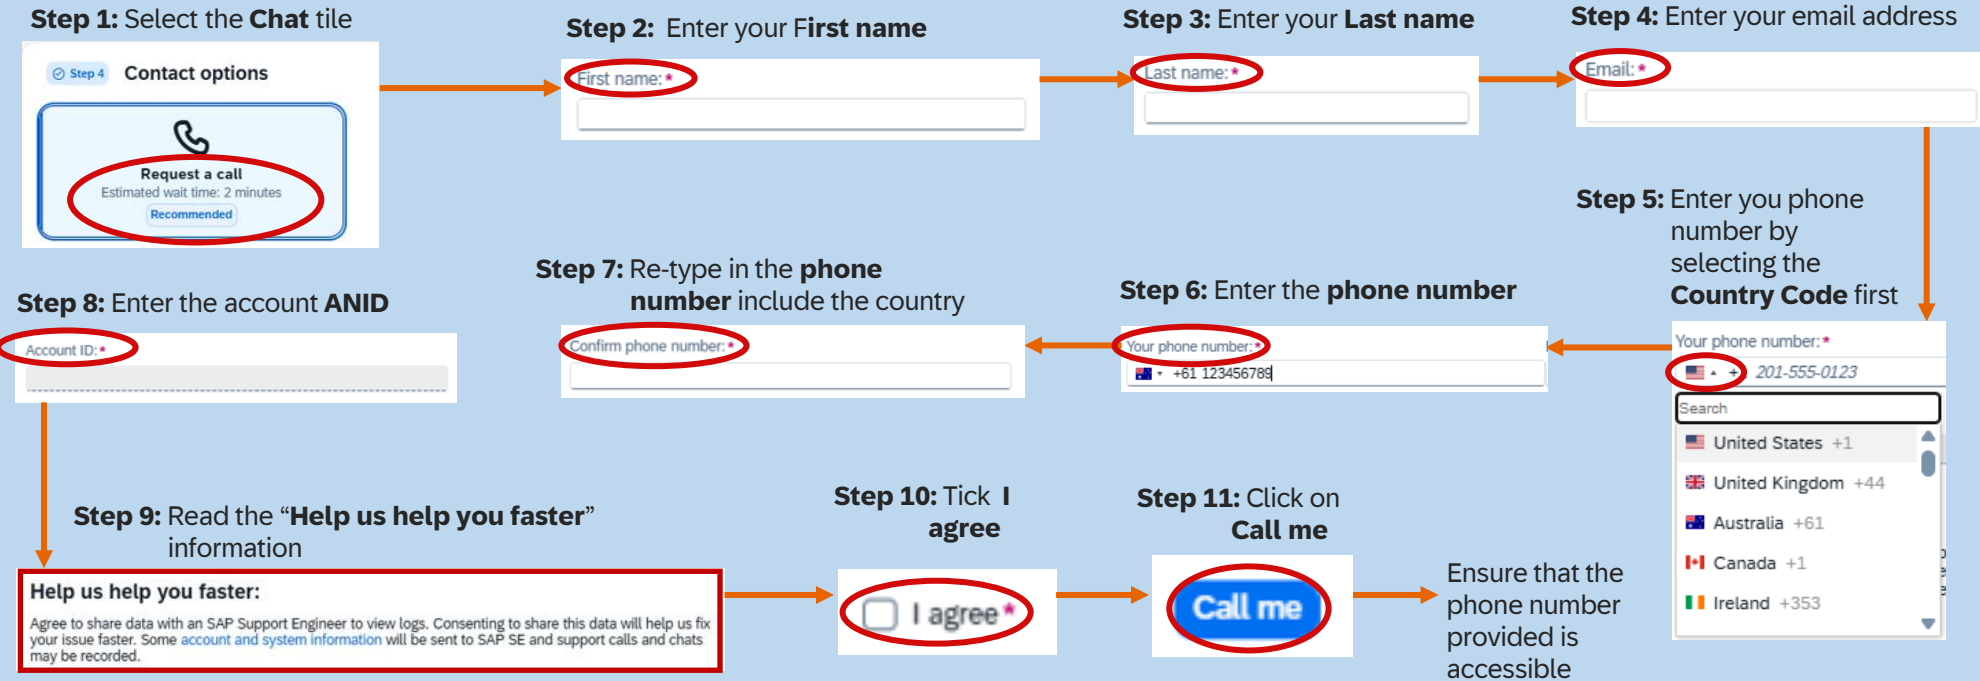 Step 1: Select the Chat tile
Step 4 Contact options
Request a call
Estimated wait time: 2 minutes
Recommended
Step 2: Enter your First name
First name: *
Step 3: Enter your Last name
Last name: *
Step 4: Enter your email address
Email: *
Step 5: Enter you phone
number by
selecting the
Country Code first
Your phone number: *
+ 201-555-0123
Search
United States +1
United Kingdom +44
Australia +61
Canada +1
Ireland +353
Step 6: Enter the phone number
Your phone number: *
+61 123456789
Step 7: Re-type in the phone
number include the country
Confirm phone number: *
Step 8: Enter the account ANID
Account ID: *
Step 9: Read the “Help us help you faster”
information
Help us help you faster:
Agree to share data with an SAP Support Engineer to view logs. Consenting to share this data will help us fix
your issue faster. Some account and system information will be sent to SAP SE and support calls and chats
may be recorded.
Step 10: Tick I
agree
I agree *
Step 11: Click on
Call me
Call me
Ensure that the
phone number
provided is
accessible